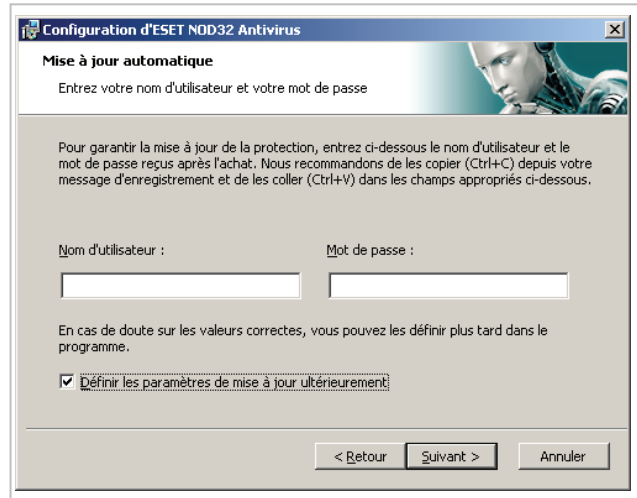 Configuration d'ESET NOD32 Antivirus
Mise à jour automatique
Entrez votre nom d'utilisateur et votre mot de passe
Pour garantir la mise à jour de la protection, entrez ci-dessous le nom d'utilisateur et le
mot de passe reçus après l'achat. Nous recommandons de les copier (Ctrl+C) depuis votre
message d'enregistrement et de les coller (Ctrl+V) dans les champs appropriés ci-dessous.
Nom d'utilisateur :
Mot de passe :
En cas de doute sur les valeurs correctes, vous pouvez les définir plus tard dans le
programme.
Définir les paramètres de mise à jour ultérieurement
< Retour
Suivant >
Annuler